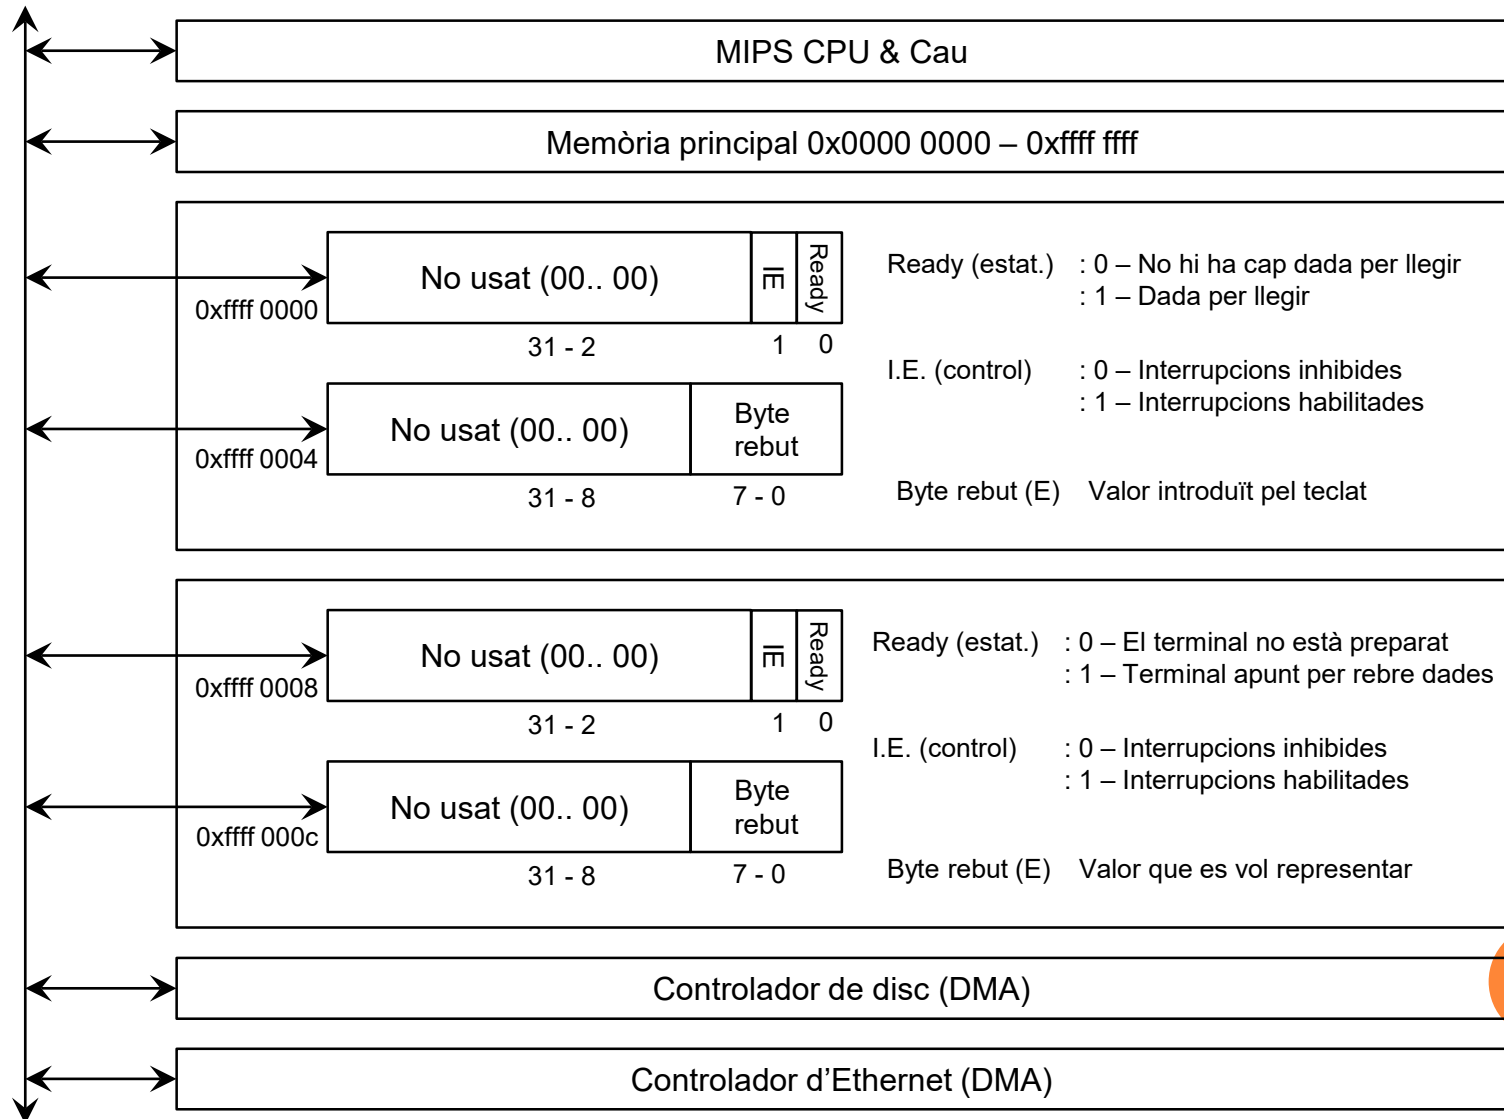 MIPS CPU & Cau
Memòria principal 0x0000 0000 – 0xffff ffff
No usat (00.. 00)
IE
Ready
0xffff 0000
31 - 2
1
0
Ready (estat.) : 0 – No hi ha cap dada per llegir
: 1 – Dada per llegir
I.E. (control) : 0 – Interrupcions inhibides
: 1 – Interrupcions habilitades
No usat (00.. 00)
Byte
rebut
0xffff 0004
31 - 8
7 - 0
Byte rebut (E) Valor introduït pel teclat
No usat (00.. 00)
IE
Ready
0xffff 0008
31 - 2
1
0
Ready (estat.) : 0 – El terminal no està preparat
: 1 – Terminal apunt per rebre dades
I.E. (control) : 0 – Interrupcions inhibides
: 1 – Interrupcions habilitades
No usat (00.. 00)
Byte
rebut
0xffff 000c
31 - 8
7 - 0
Byte rebut (E) Valor que es vol representar
Controlador de disc (DMA)
Controlador d’Ethernet (DMA)